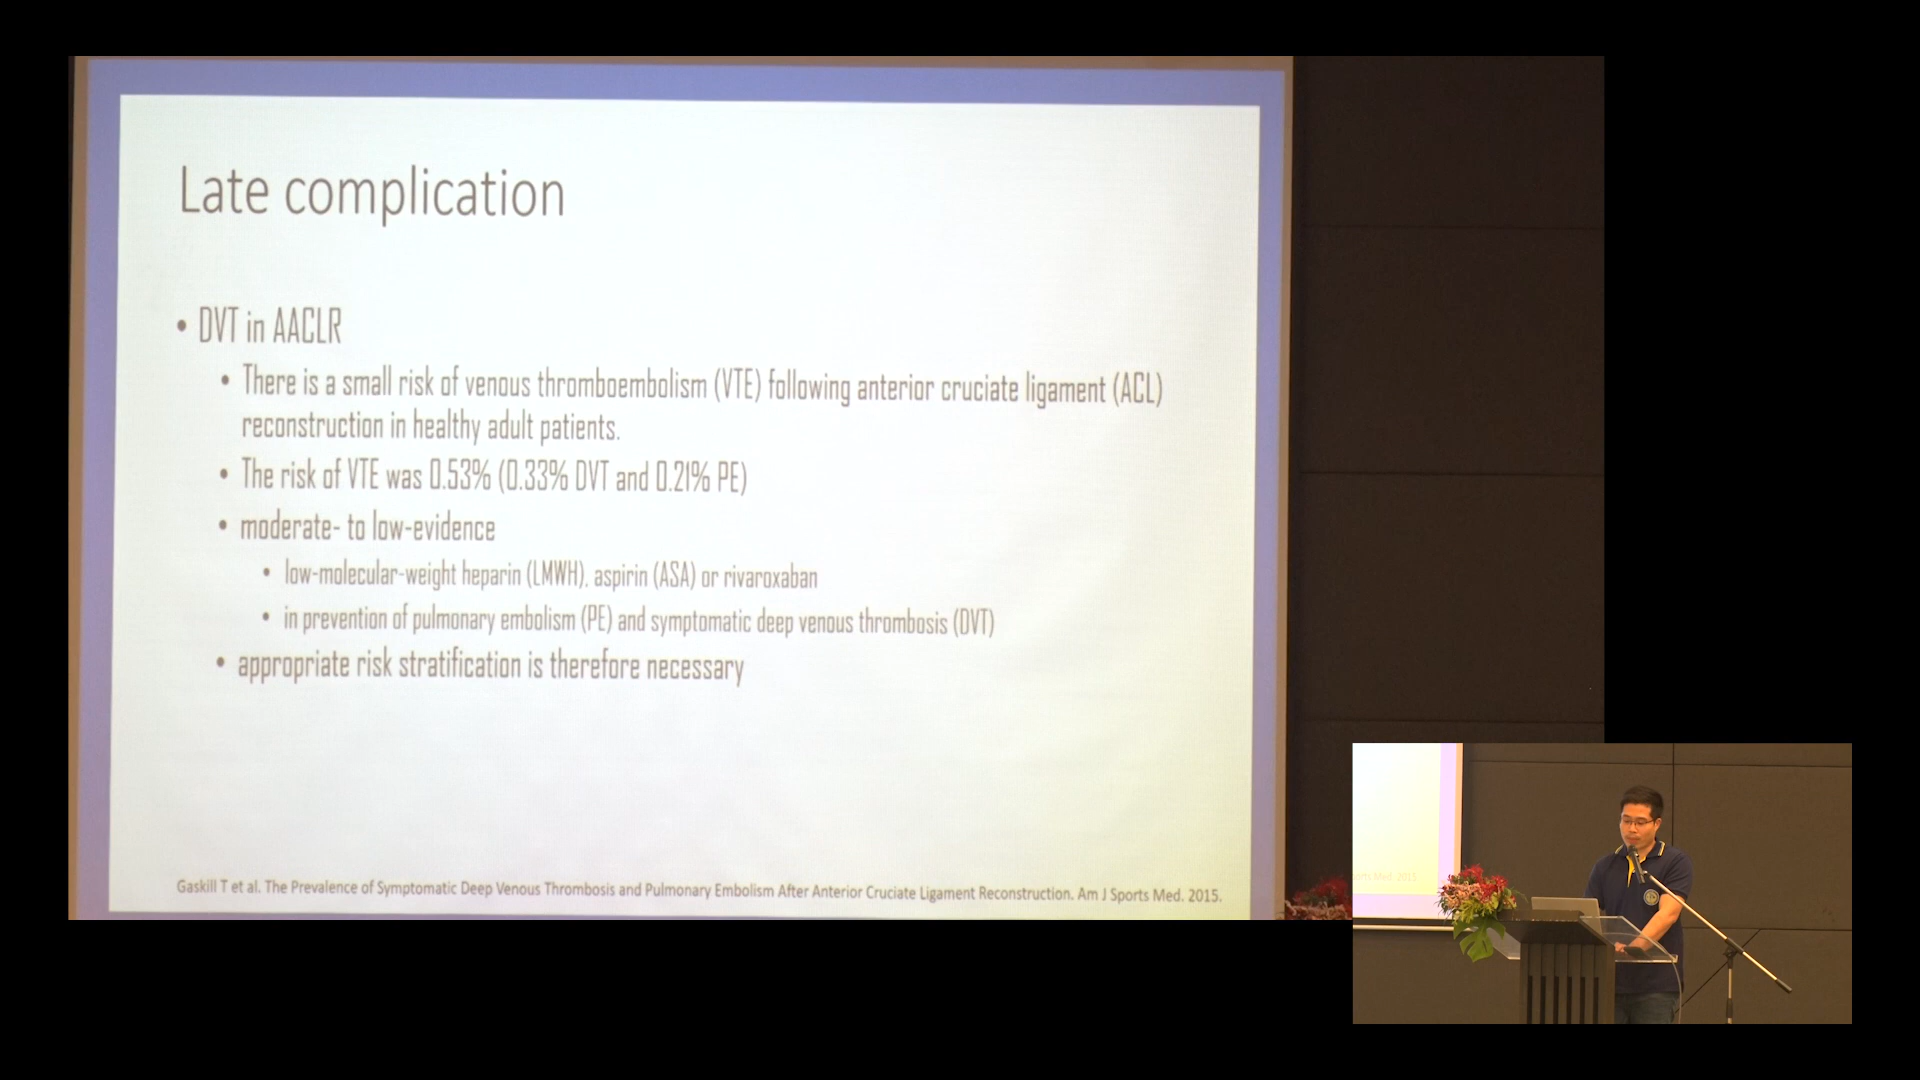 Late complication
• DVT in AACLR
• There is a small risk of venous thromboembolism (VTE) following anterior cruciate ligament (ACL)
reconstruction in healthy adult patients.
• The risk of VTE was 0.53% (0.33% DVT and 0.21% PE)
• moderate- to low-evidence
• low-molecular-weight heparin (LMWH), aspirin (ASA) or rivaroxaban
• in prevention of pulmonary embolism (PE) and symptomatic deep venous thrombosis (DVT)
• appropriate risk stratification is therefore necessary
Gaskill T et al. The Prevalence of Symptomatic Deep Venous Thrombosis and Pulmonary Embolism After Anterior Cruciate Ligament Reconstruction. Am J Sports Med. 2015.